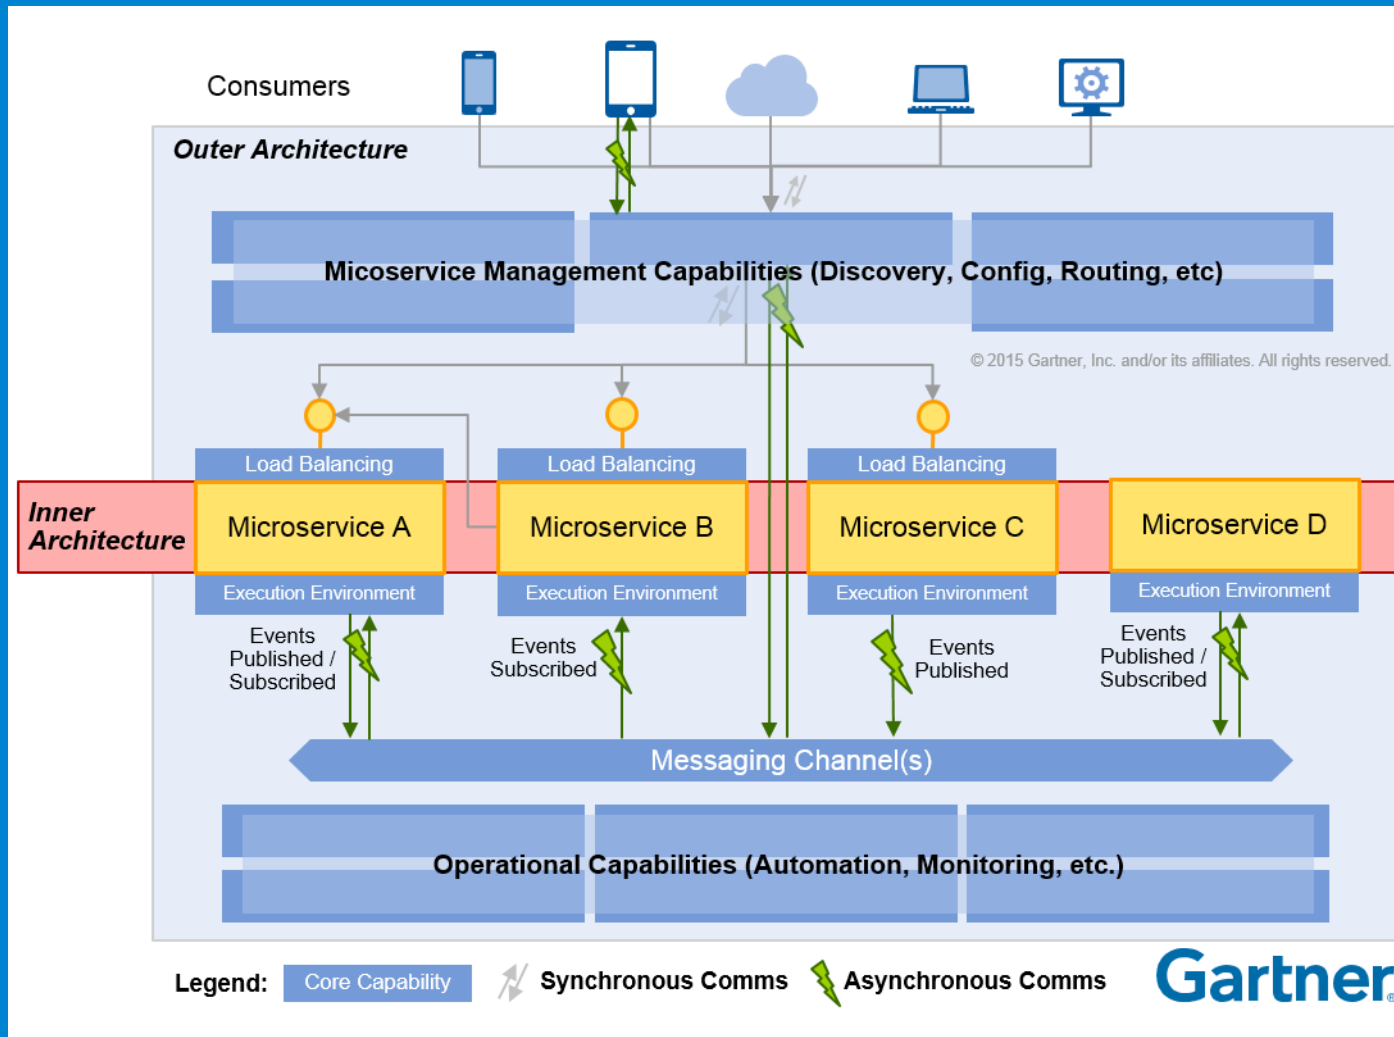 Consumers
Outer Architecture
Micoservice Management Capabilities (Discovery, Config, Routing, etc)
© 2015 Gartner, Inc. and/or its affiliates. All rights reserved.
Load Balancing
Load Balancing
Load Balancing
Inner
Architecture
Microservice A
Microservice B
Microservice C
Microservice D
Execution Environment
Execution Environment
Execution Environment
Execution Environment
Events
Published /
Subscribed
Events
Subscribed
Events
Published
Events
Published /
Subscribed
Messaging Channel(s)
Operational Capabilities (Automation, Monitoring, etc.)
Legend:
Core Capability
Synchronous Comms
Asynchronous Comms
Gartner®